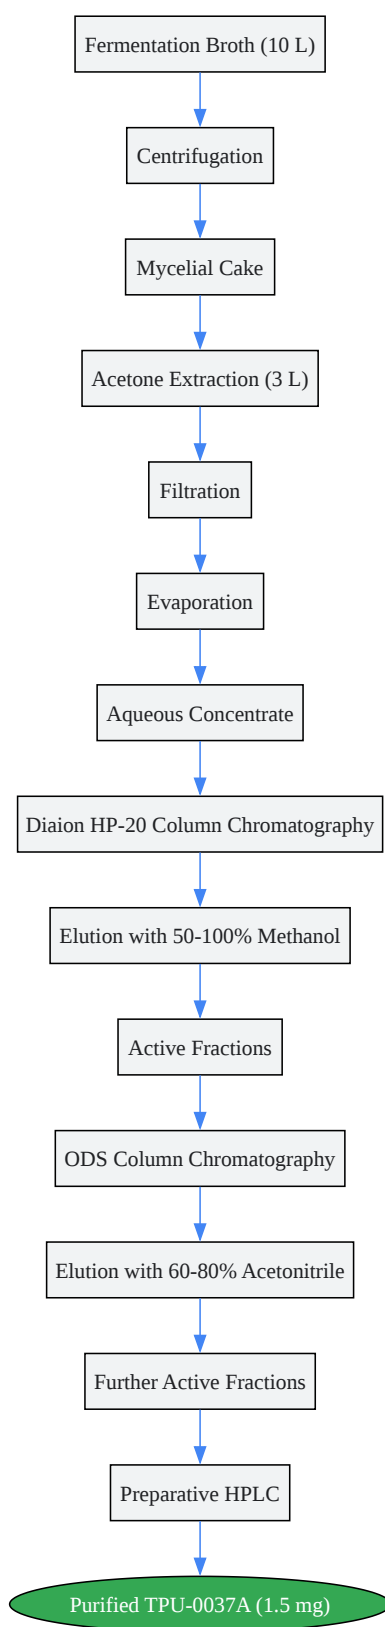 Fermentation Broth (10 L)
Centrifugation
Mycelial Cake
Acetone Extraction (3 L)
Filtration
Evaporation
Aqueous Concentrate
Diaion HP-20 Column Chromatography
Elution with 50-100% Methanol
Active Fractions
ODS Column Chromatography
Elution with 60-80% Acetonitrile
Further Active Fractions
Preparative HPLC
Purified TPU-0037A (1.5 mg)